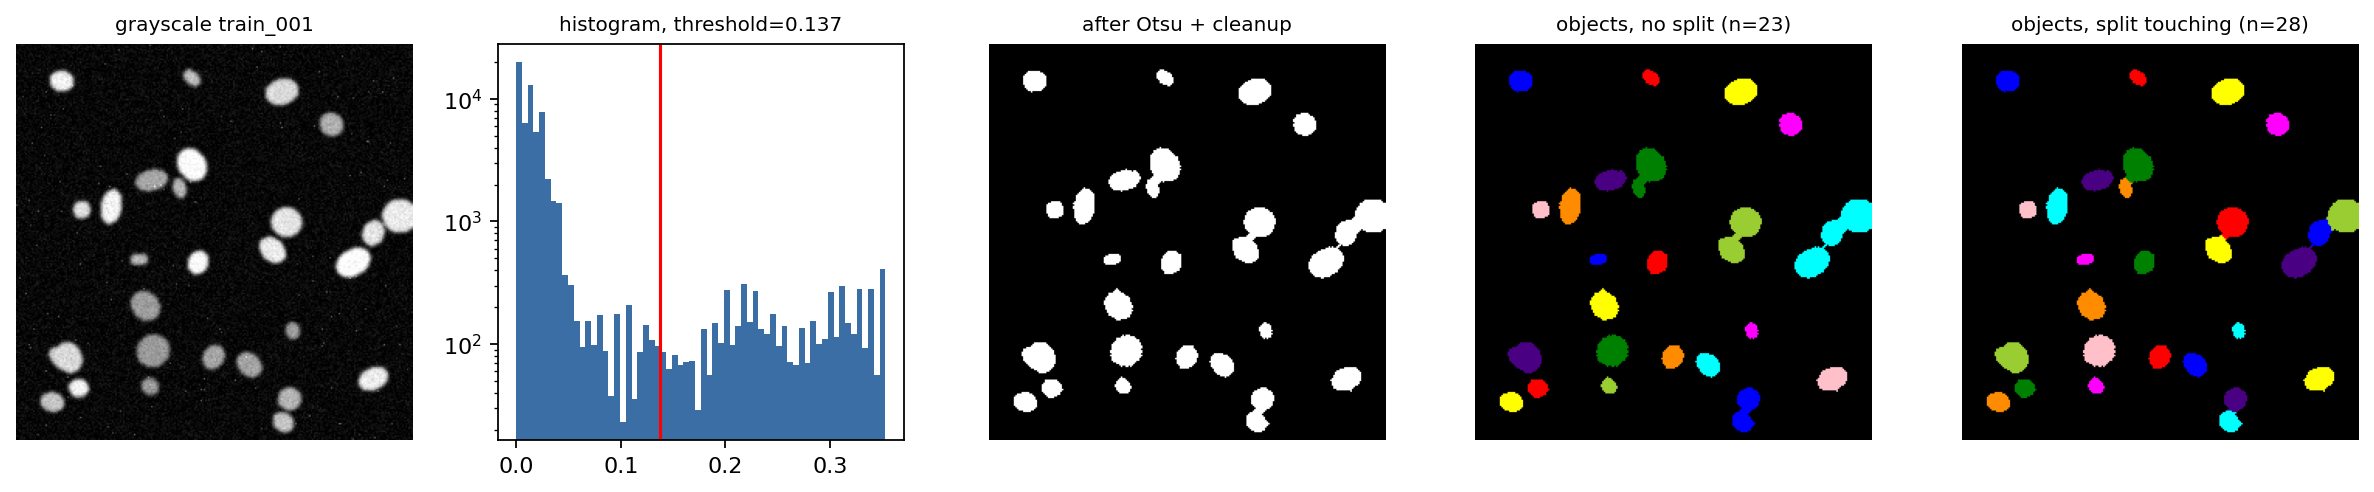 grayscale train_001
histogram, threshold=0.137
after Otsu + cleanup
objects, no split (n=23)
objects, split touching (n=28)
10⁴
10³
10²
0.0 0.1 0.2 0.3